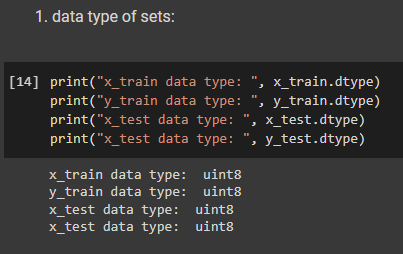 1. data type of sets:
[14] print("x_train data type: ", x_train.dtype)
print("y_train data type: ", y_train.dtype)
print("x_test data type: ", x_test.dtype)
print("x_test data type: ", y_test.dtype)
x_train data type:  uint8
y_train data type:  uint8
x_test data type:  uint8
x_test data type:  uint8